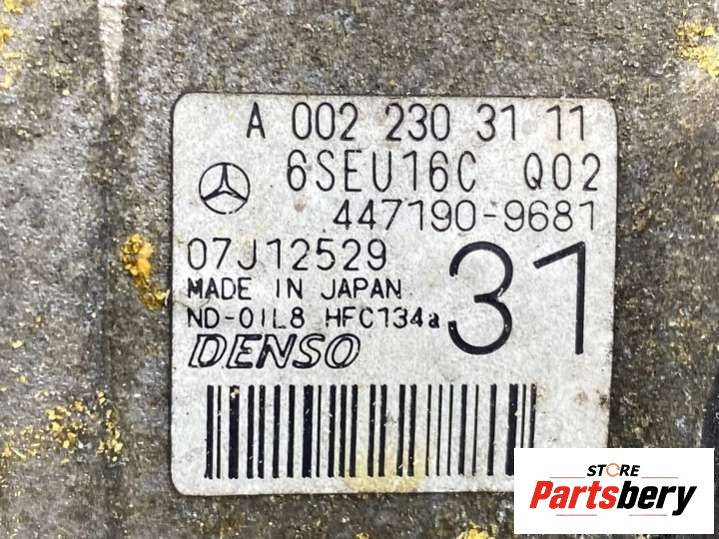 A 002 230 31 11
6SEU16C Q02
447190-9681
07J12529
31
MADE IN JAPAN
ND-OIL8 HFC134a
DENSO
STORE
Partsbery